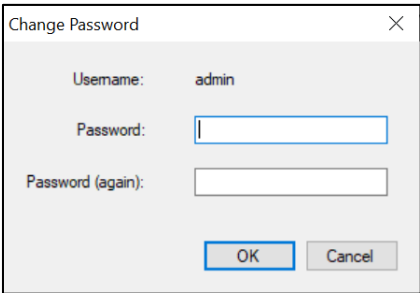 Change Password
Username: admin
Password:
Password (again):
OK Cancel